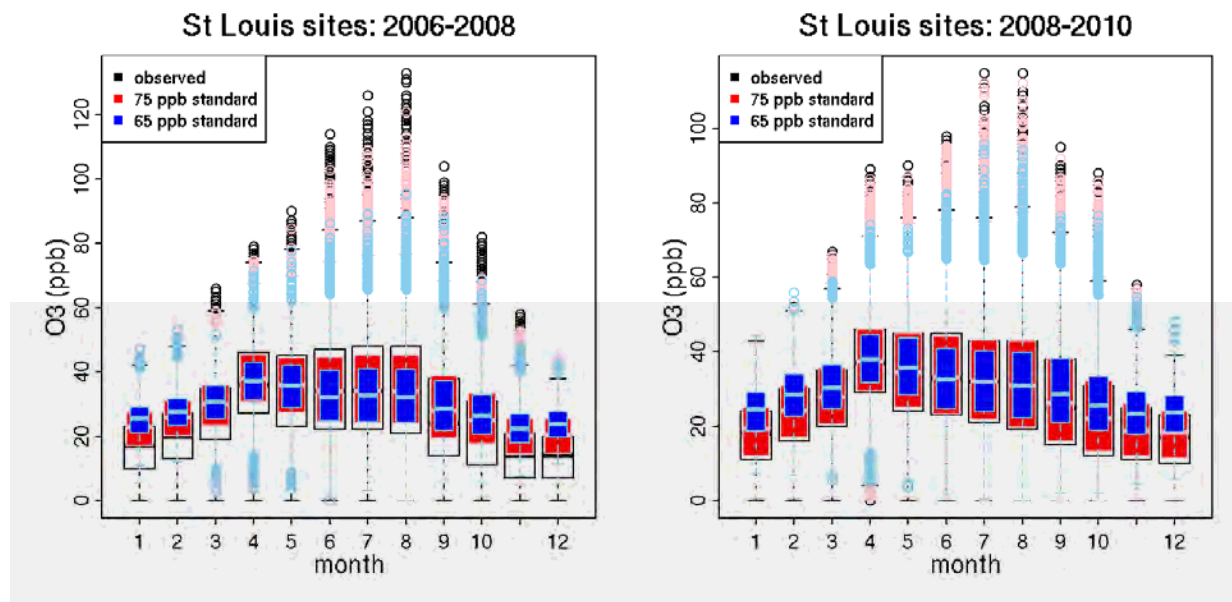 St Louis sites: 2006-2008
observed
75 ppb standard
65 ppb standard
O3 (ppb)
120
100
80
60
40
20
0
1 2 3 4 5 6 7 8 9 10 12
month
St Louis sites: 2008-2010
observed
75 ppb standard
65 ppb standard
O3 (ppb)
100
80
60
40
20
0
1 2 3 4 5 6 7 8 9 10 12
month